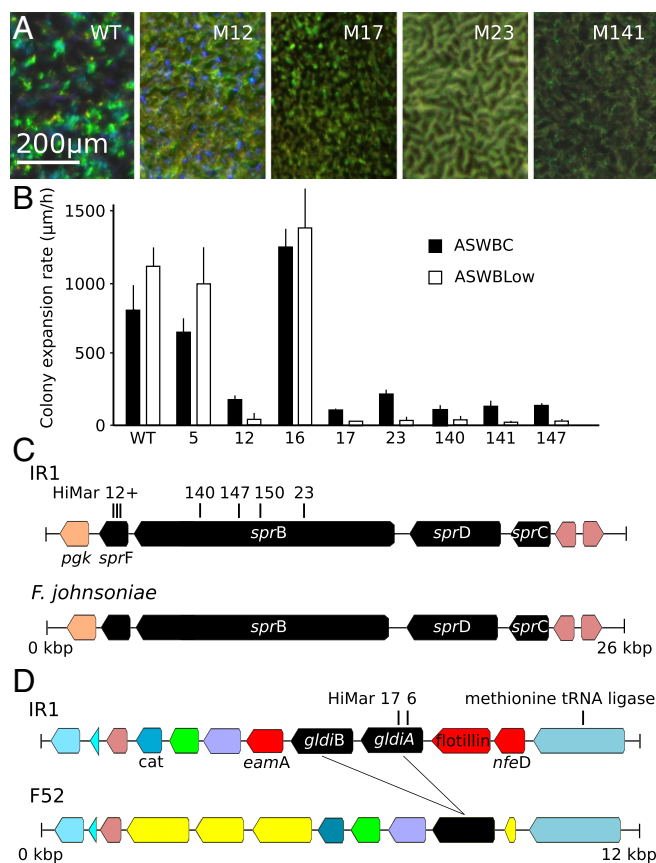 A
WT
M12
M17
M23
M141
200µm
B
Colony expansion rate (µm/h)
1500
1000
500
0
ASWBC
ASWBLow
WT 5 12 16 17 23 140 141 147
C
IR1
HiMar 12+ 140 147 150 23
sprB sprD sprC
pgk sprF
F. johnsoniae
sprB sprD sprC
0 kbp 26 kbp
D
IR1
HiMar 17 6 methionine tRNA ligase
gldiB gldiA flotillin
cat eamA nfeD
F52
0 kbp 12 kbp